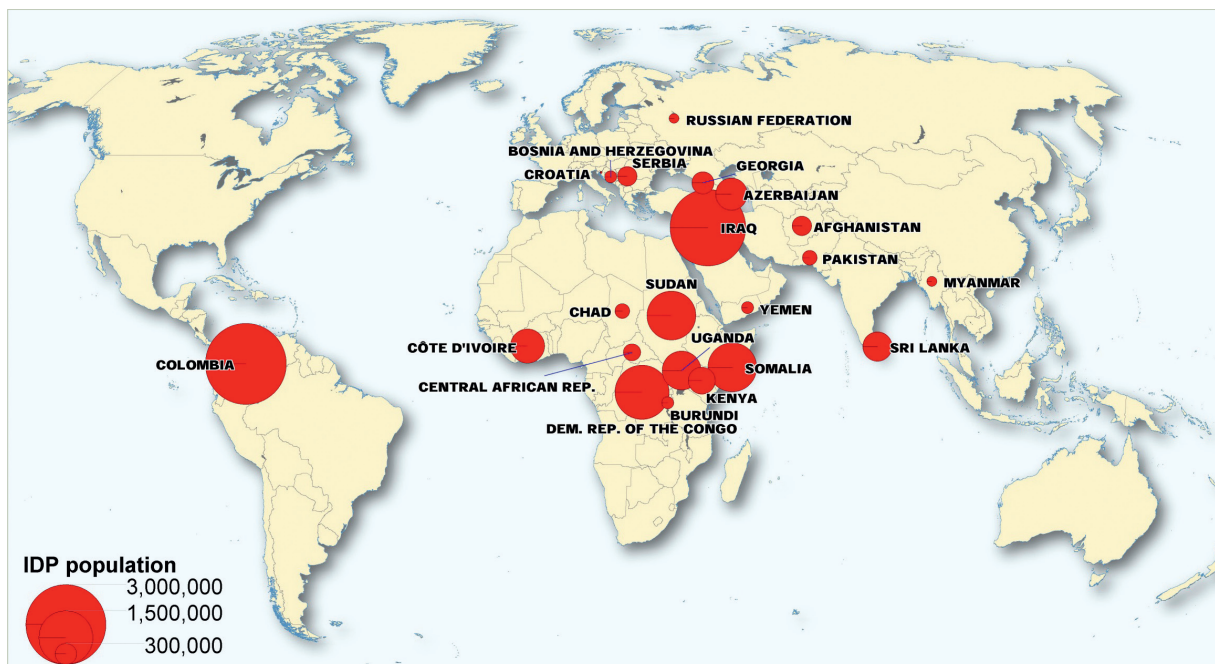 RUSSIAN FEDERATION
BOSNIA AND HERZEGOVINA
SERBIA
GEORGIA
CROATIA
AZERBAIJAN
IRAQ
AFGHANISTAN
PAKISTAN
SUDAN
MYANMAR
CHAD
YEMEN
UGANDA
CÔTE D'IVOIRE
SRI LANKA
COLOMBIA
SOMALIA
CENTRAL AFRICAN REP.
KENYA
BURUNDI
DEM. REP. OF THE CONGO
IDP population
3,000,000
1,500,000
300,000